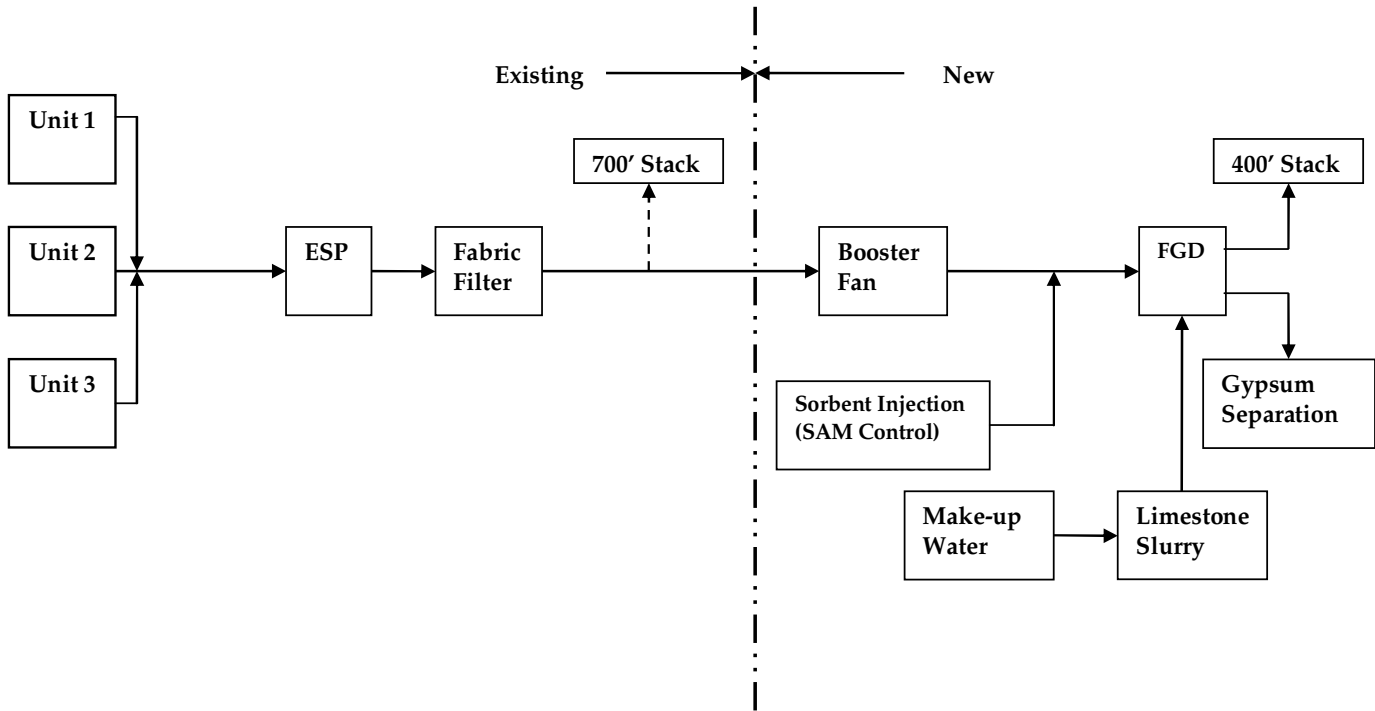 Existing
New
Unit 1
700’ Stack
400’ Stack
Unit 2
ESP
Fabric
Filter
Booster
Fan
FGD
Unit 3
Sorbent Injection
(SAM Control)
Gypsum
Separation
Make-up
Water
Limestone
Slurry